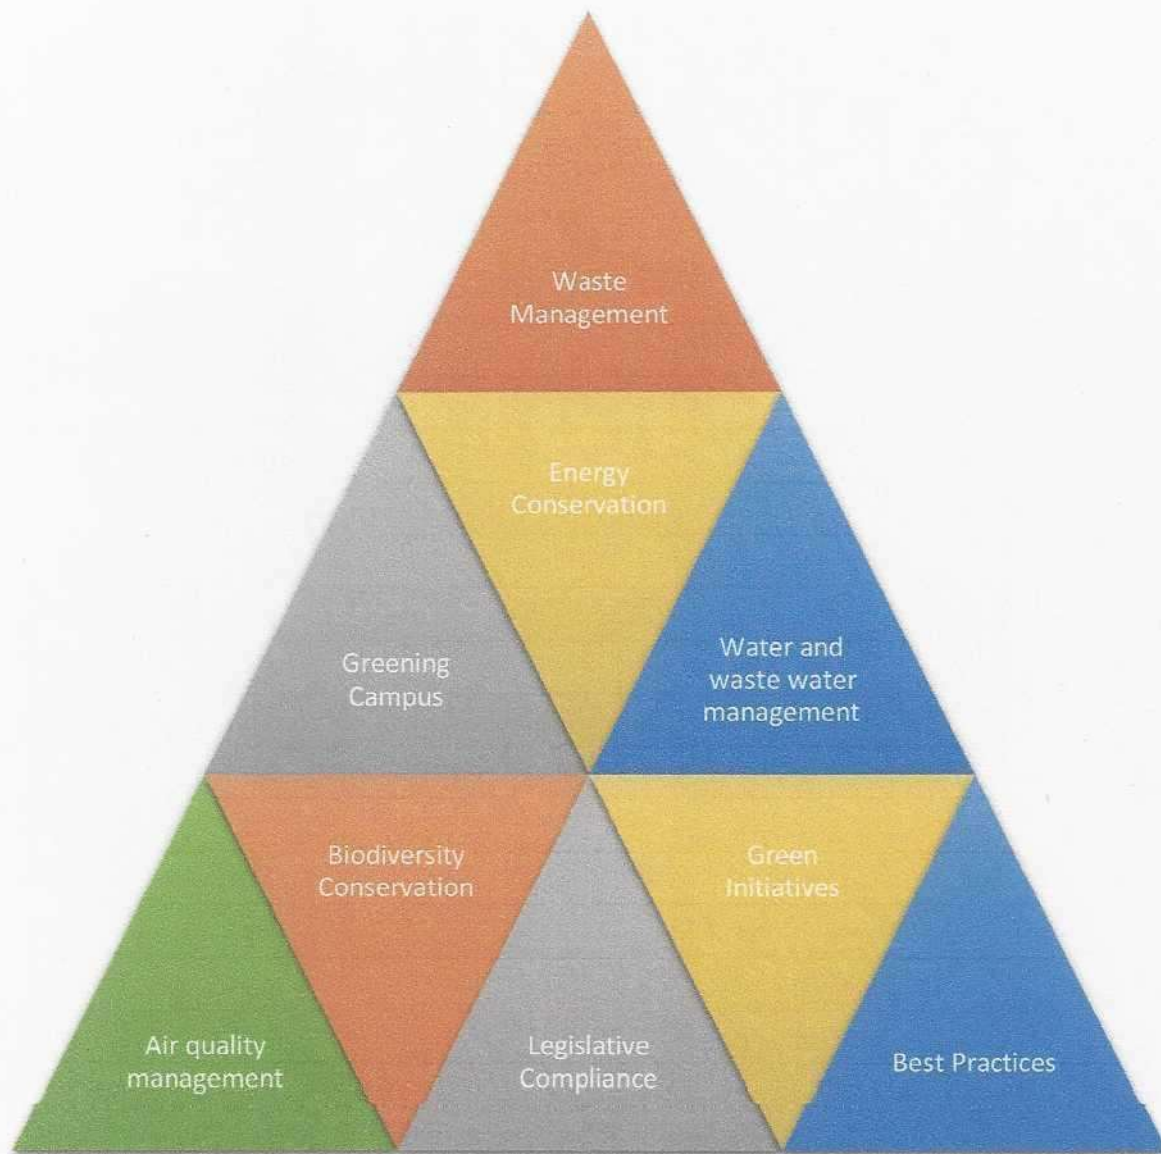 Waste
Management
Energy
Conservation
Greening
Campus
Water and
waste water
management
Biodiversity
Conservation
Green
Initiatives
Air quality
management
Legislative
Compliance
Best Practices